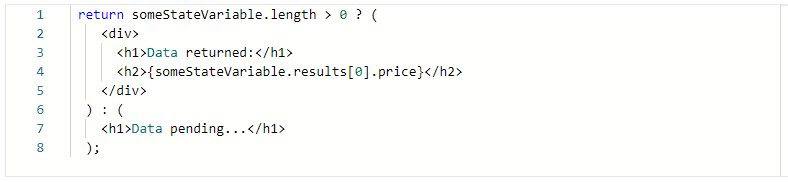 1 return someStateVariable.length > 0 ? (
2 <div>
3 <h1>Data returned:</h1>
4 <h2>{someStateVariable.results[0].price}</h2>
5 </div>
6 ) : (
7 <h1>Data pending...</h1>
8 );